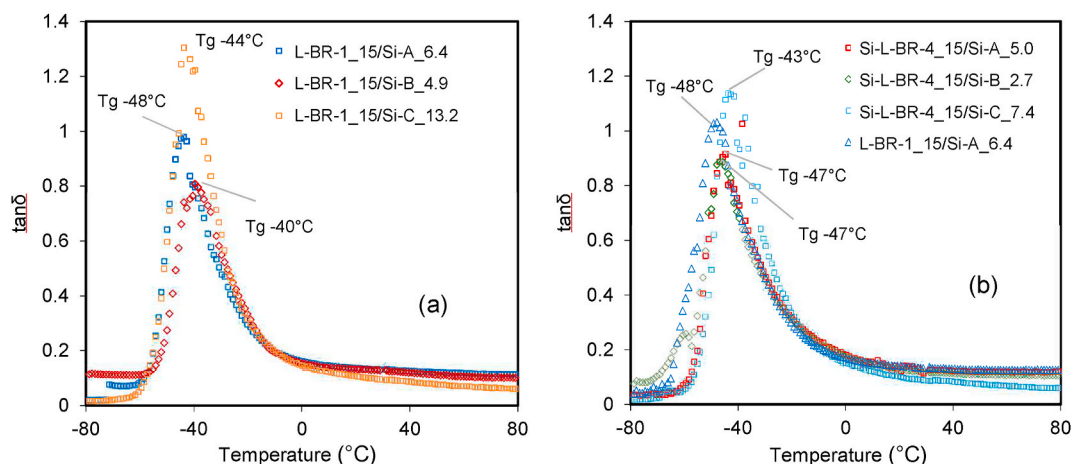 1.4
1.2
1
0.8
0.6
0.4
0.2
0
tanδ
-80
-40
0
40
80
Temperature (°C)
Tg -44°C
Tg -48°C
Tg -40°C
L-BR-1_15/Si-A_6.4
L-BR-1_15/Si-B_4.9
L-BR-1_15/Si-C_13.2
(a)
1.4
1.2
1
0.8
0.6
0.4
0.2
0
tanδ
-80
-40
0
40
80
Temperature (°C)
Tg -43°C
Tg -48°C
Tg -47°C
Tg -47°C
Si-L-BR-4_15/Si-A_5.0
Si-L-BR-4_15/Si-B_2.7
Si-L-BR-4_15/Si-C_7.4
L-BR-1_15/Si-A_6.4
(b)